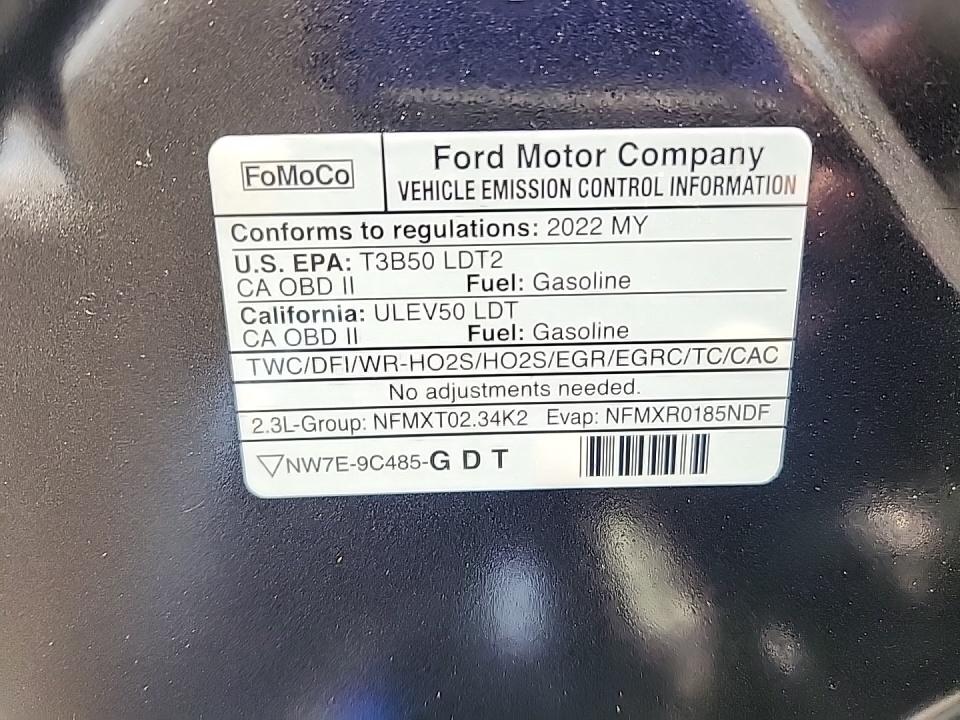 FoMoCo
Ford Motor Company
VEHICLE EMISSION CONTROL INFORMATION
Conforms to regulations: 2022 MY
U.S. EPA: T3B50 LDT2
CA OBD II Fuel: Gasoline
California: ULEV50 LDT
CA OBD II Fuel: Gasoline
TWC/DFI/WR-HO2S/HO2S/EGR/EGRC/TC/CAC
No adjustments needed.
2.3L-Group: NFMXT02.34K2 Evap: NFMXR0185NDF
▽NW7E-9C485-G D T